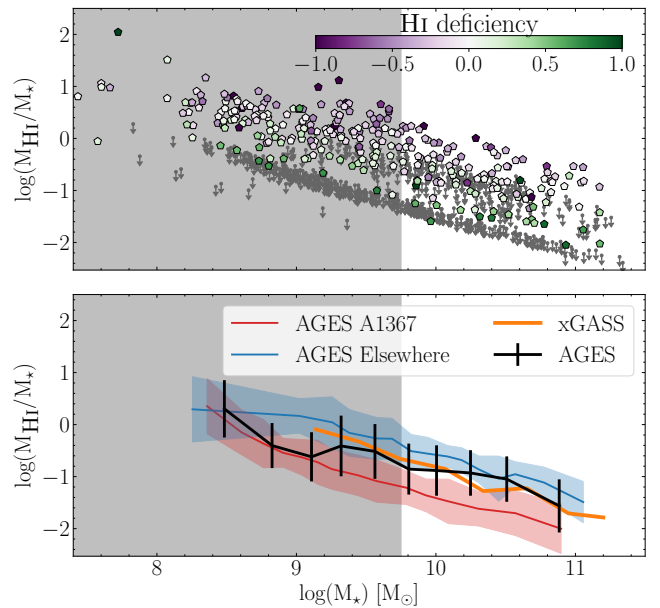 HI deficiency
−1.0 −0.5 0.0 0.5 1.0
log(M_HI/M⋆)
2
1
0
−1
−2
AGES A1367 xGASS
AGES Elsewhere AGES
log(M_HI/M⋆)
2
1
0
−1
−2
8 9 10 11
log(M⋆) [M⊙]